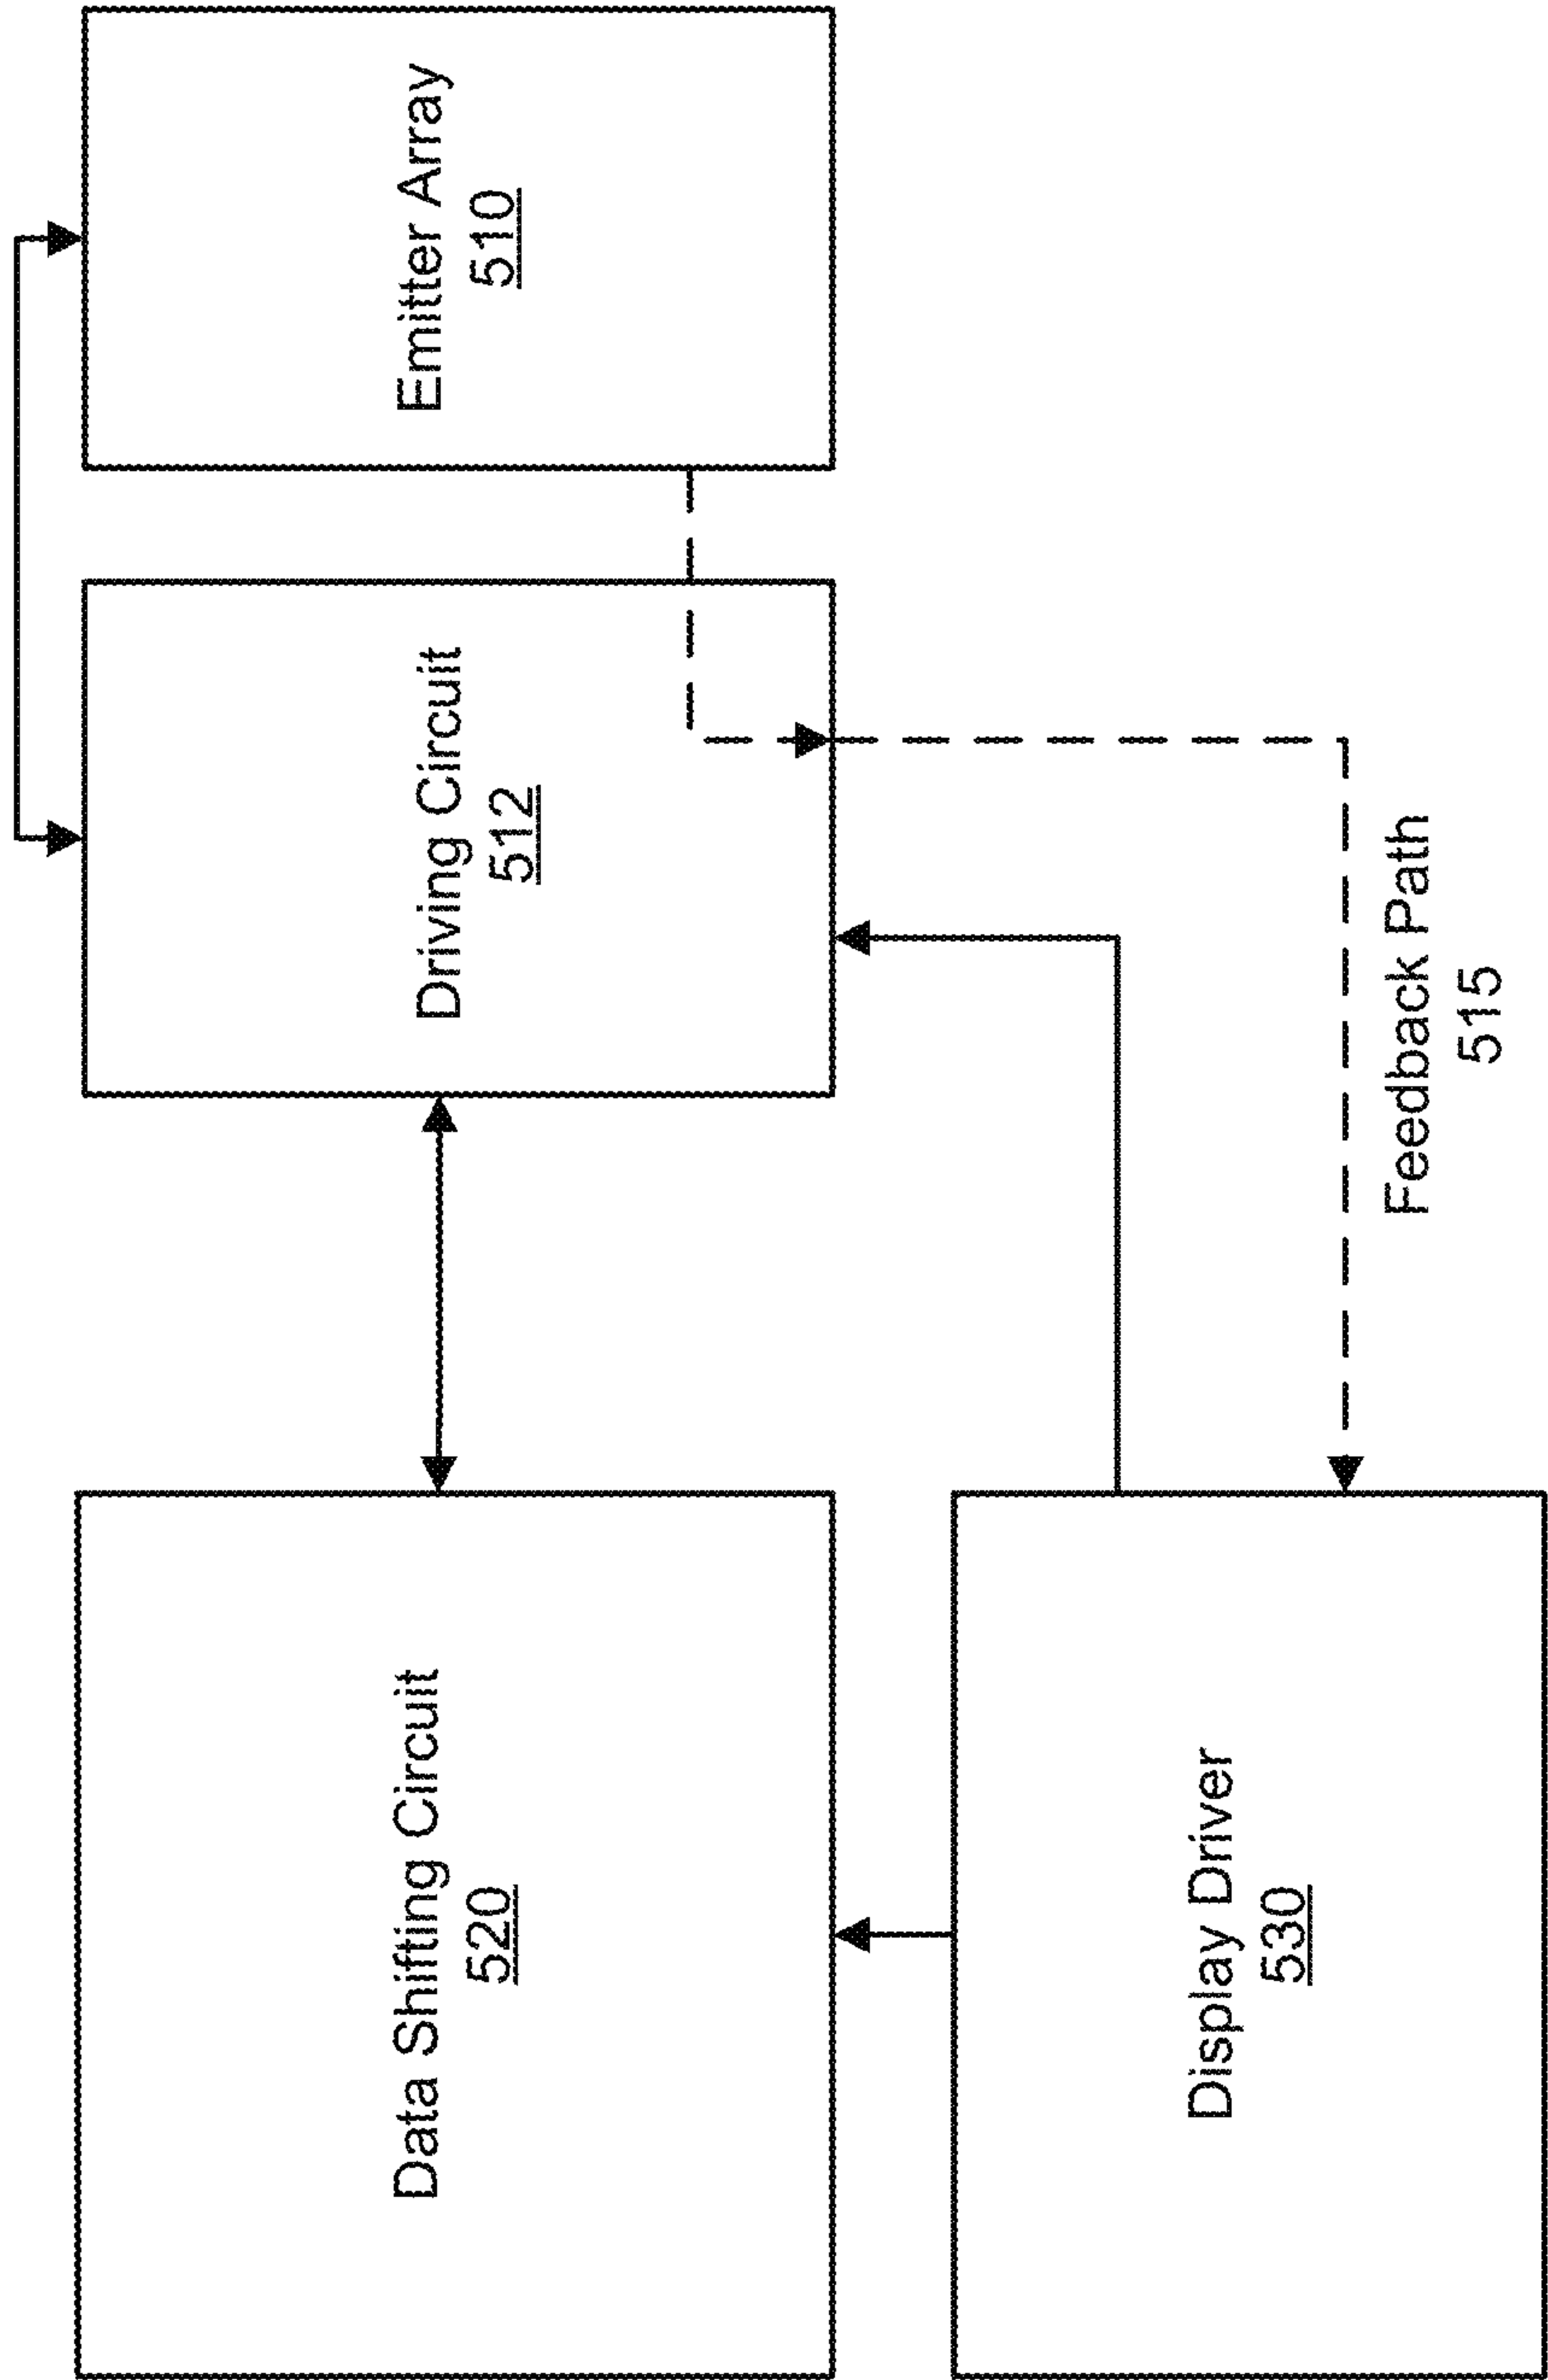 Data Shifting Circuit
520
Driving Circuit
512
Emitter Array
510
Display Driver
530
Feedback Path
515